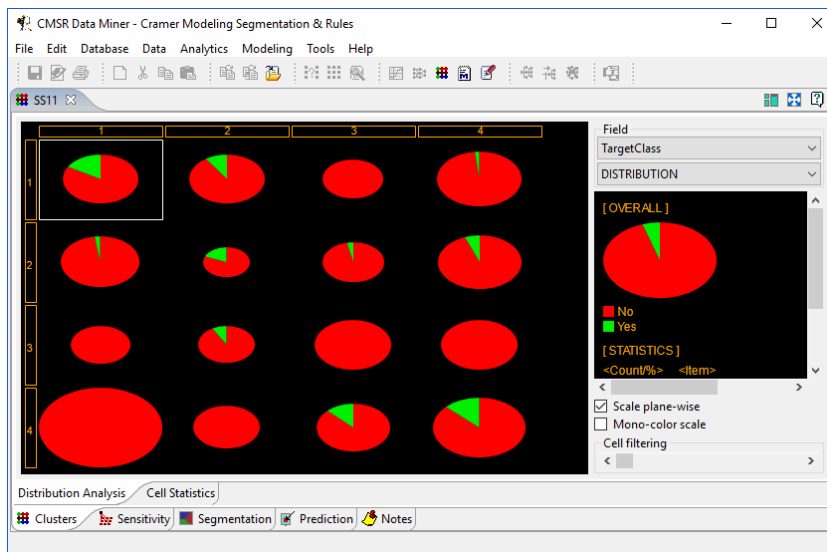 CMSR Data Miner - Cramer Modeling Segmentation & Rules
File Edit Database Data Analytics Modeling Tools Help
SS11
1 2 3 4
1
2
3
4
Field
TargetClass
DISTRIBUTION
[ OVERALL ]
No
Yes
[ STATISTICS ]
<Count/%> <Item>
Scale plane-wise
Mono-color scale
Cell filtering
Distribution Analysis Cell Statistics
Clusters Sensitivity Segmentation Prediction Notes